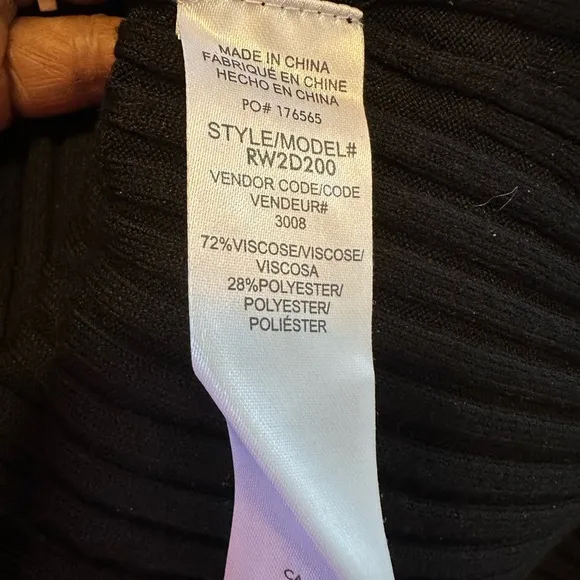 MADE IN CHINA
FABRIQUÉ EN CHINE
HECHO EN CHINA
PO# 176565
STYLE/MODEL#
RW2D200
VENDOR CODE/CODE
VENDEUR#
3008
72%VISCOSE/VISCOSE/
VISCOSA
28%POLYESTER/
POLYESTER/
POLIÉSTER
CA